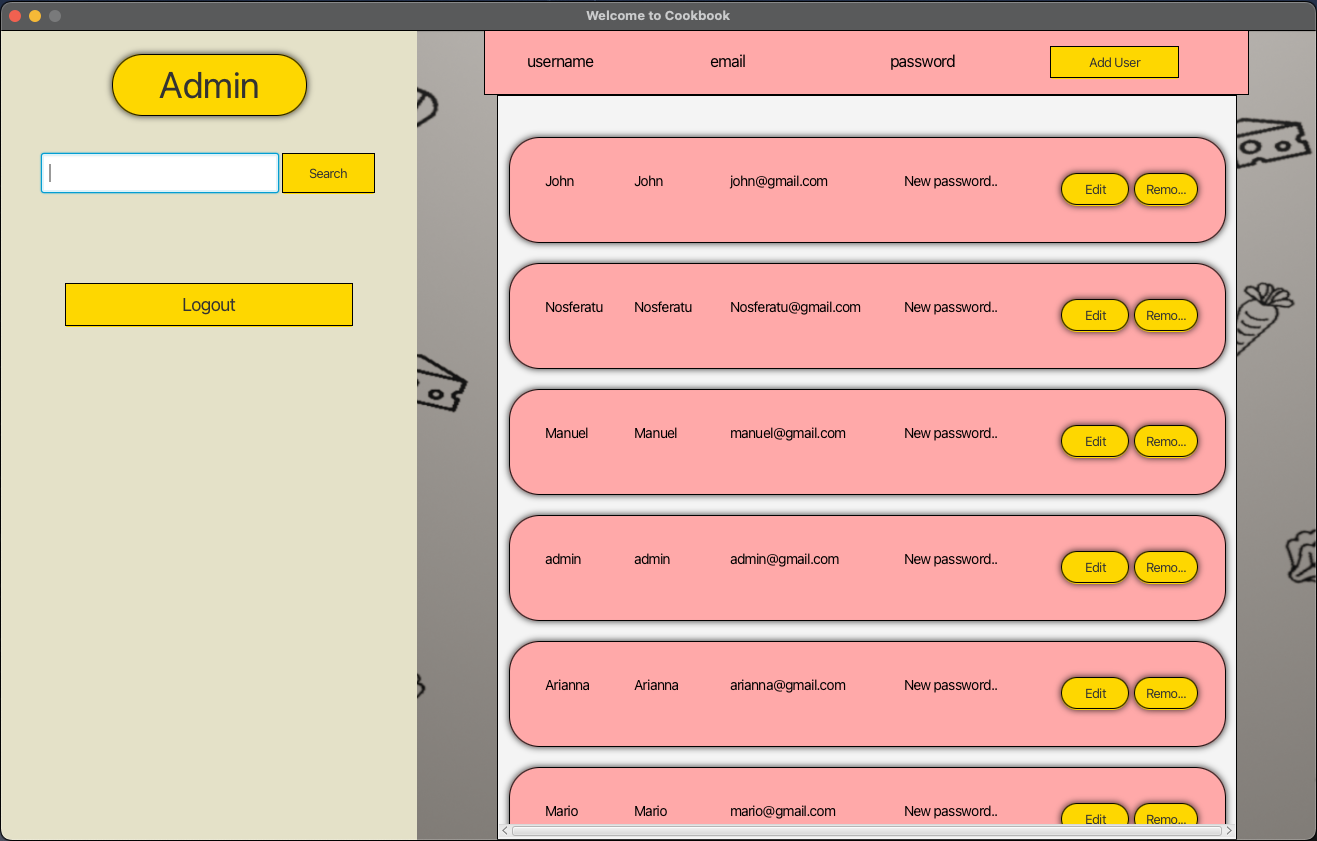 Welcome to Cookbook
Admin
Search
Logout
username email password Add User
John John john@gmail.com New password.. Edit Remo...
Nosferatu Nosferatu Nosferatu@gmail.com New password.. Edit Remo...
Manuel Manuel manuel@gmail.com New password.. Edit Remo...
admin admin admin@gmail.com New password.. Edit Remo...
Arianna Arianna arianna@gmail.com New password.. Edit Remo...
Mario Mario mario@gmail.com New password.. Edit Remo...